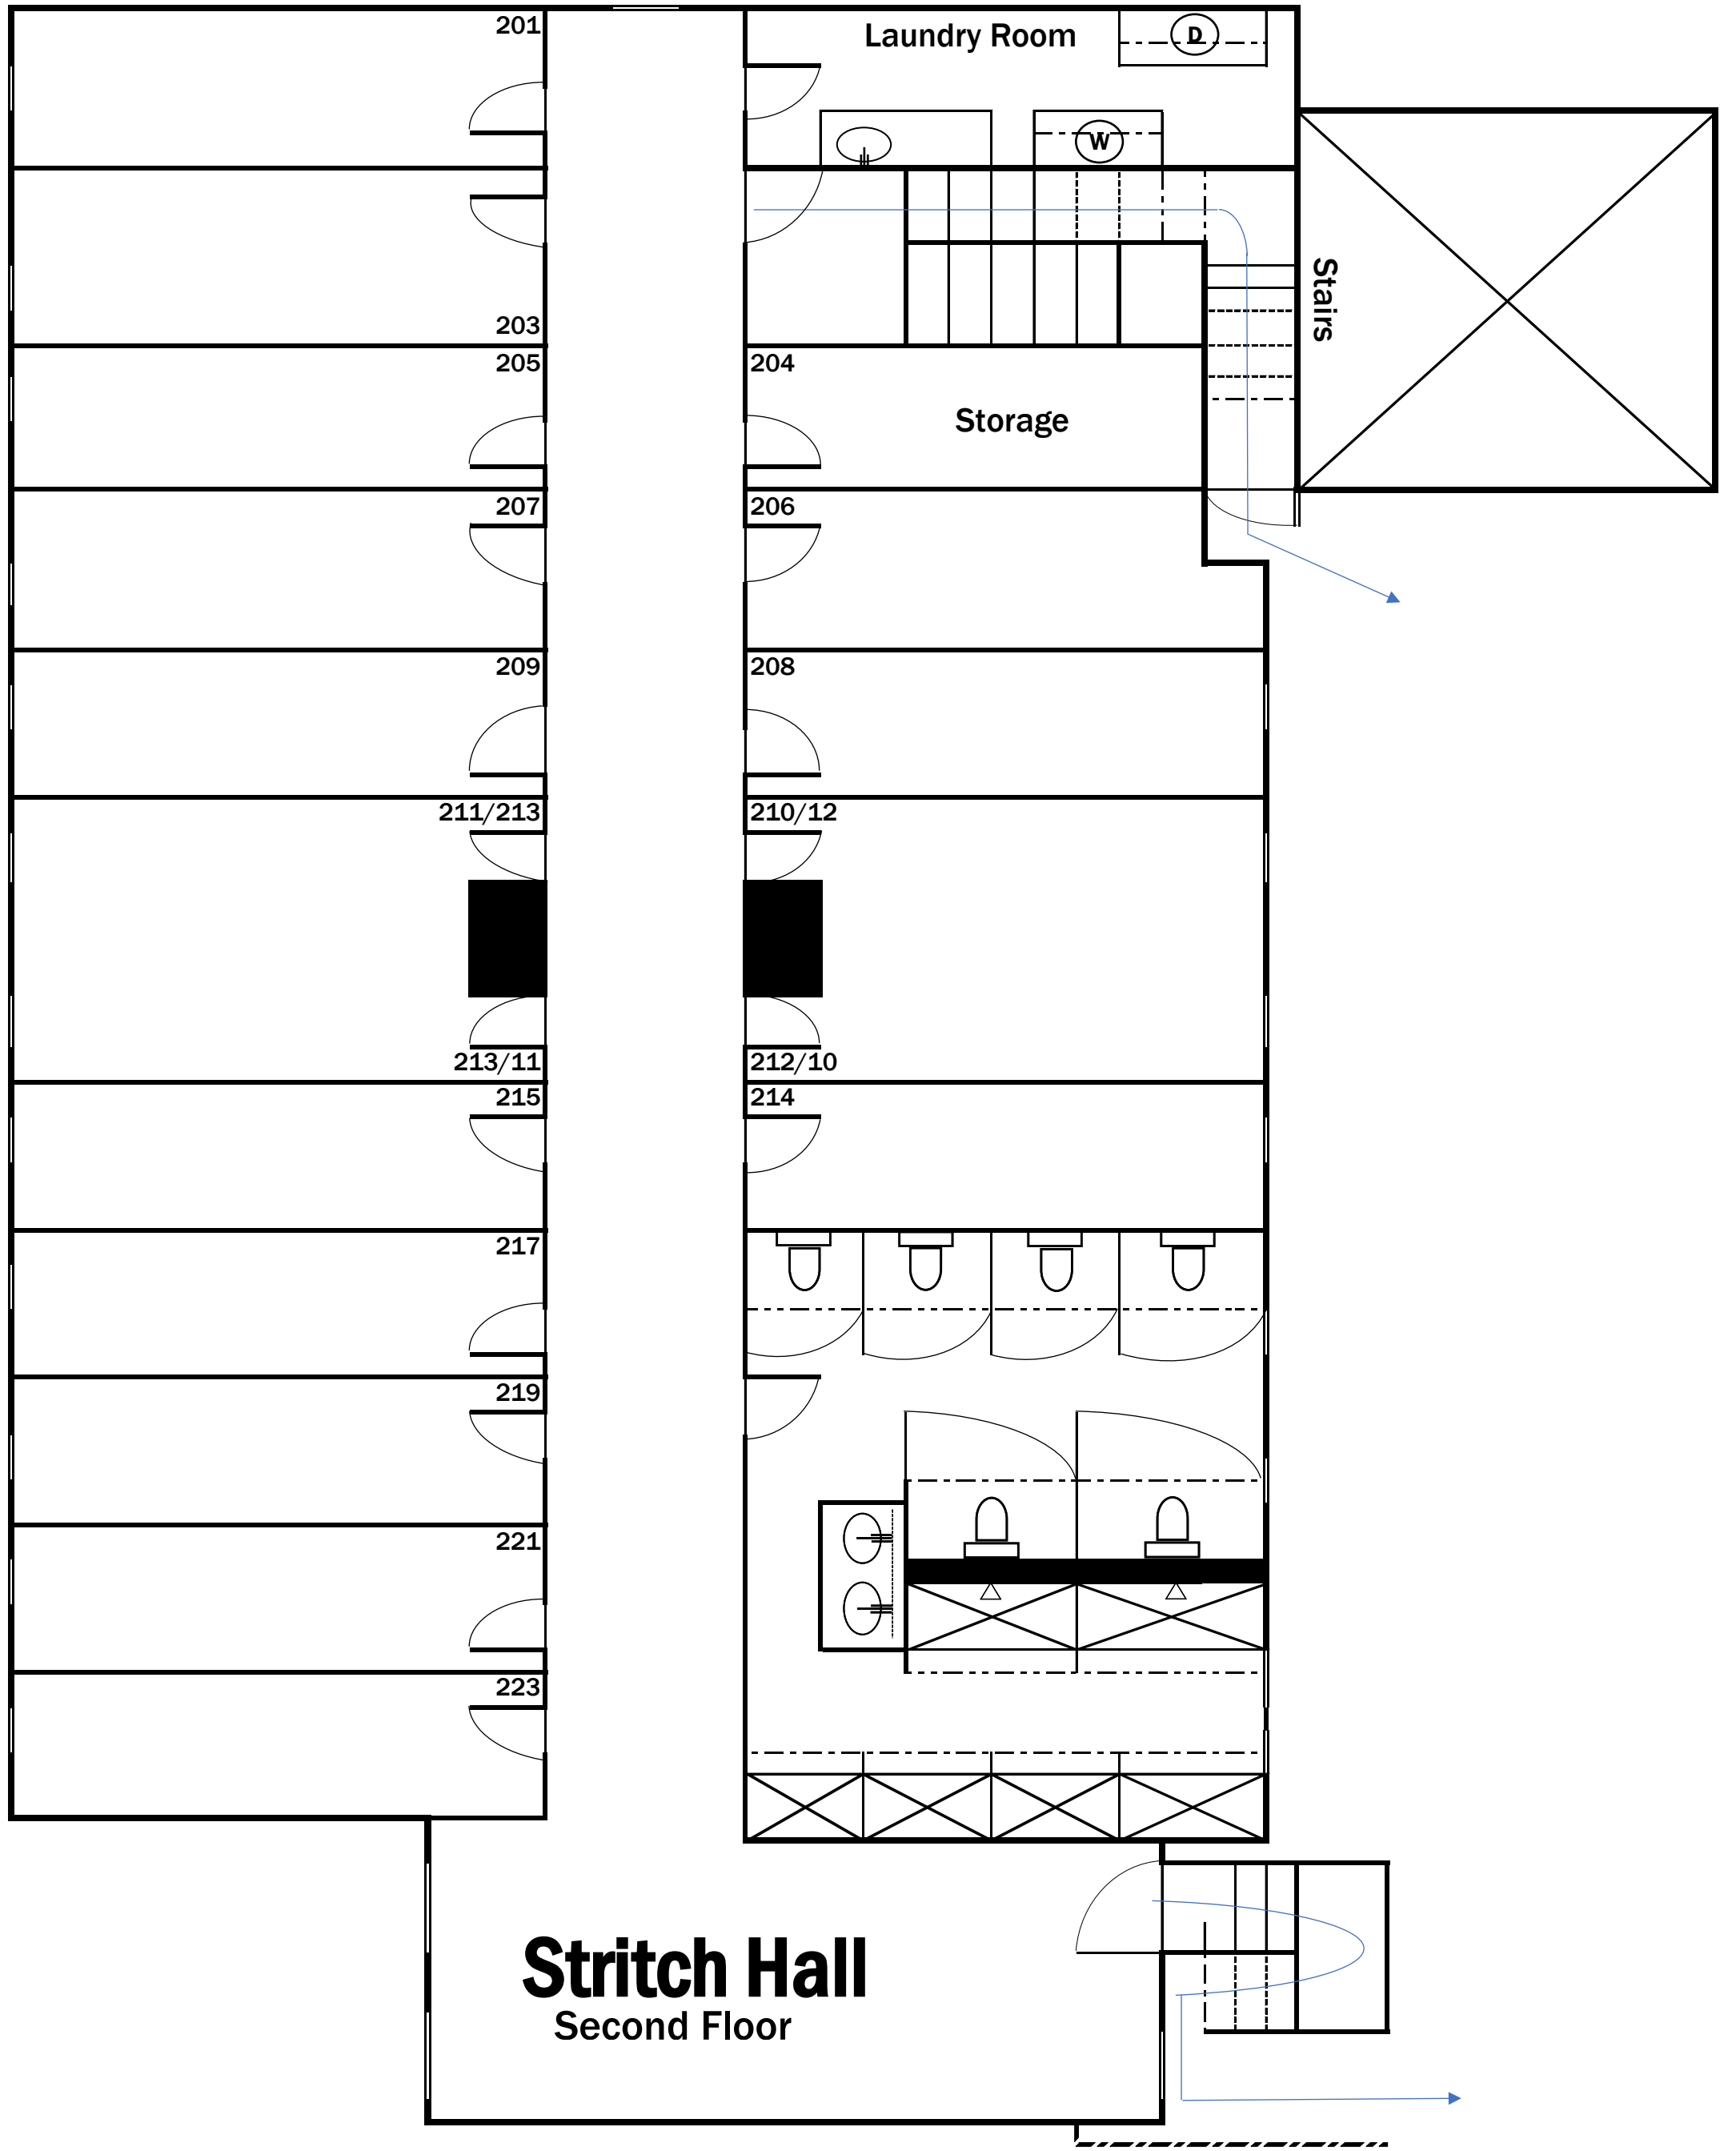 201
Laundry Room
D
W
Stairs
203
205
204
Storage
207
206
209
208
211/213
210/12
213/11
212/10
215
214
217
219
221
223
Stritch Hall
Second Floor